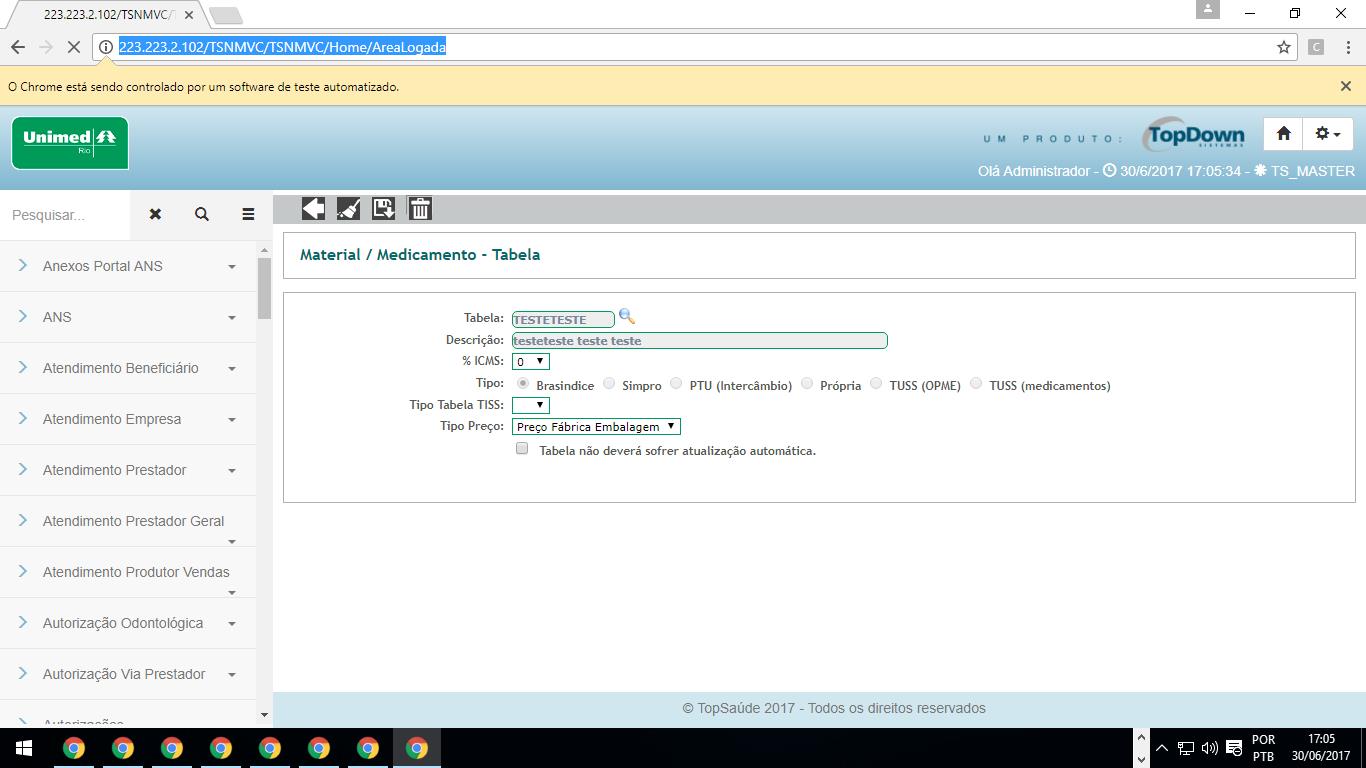 223.223.2.102/TSNMVC/T
223.223.2.102/TSNMVC/TSNMVC/Home/AreaLogada
C
O Chrome está sendo controlado por um software de teste automatizado.
Unimed
Rio
UM PRODUTO:
TopDown
SISTEMAS
Olá Administrador - 30/6/2017 17:05:34 - TS_MASTER
Pesquisar...
Anexos Portal ANS
ANS
Atendimento Beneficiário
Atendimento Empresa
Atendimento Prestador
Atendimento Prestador Geral
Atendimento Produtor Vendas
Autorização Odontológica
Autorização Via Prestador
Autorizações
Material / Medicamento - Tabela
Tabela: TESTETESTE
Descrição: testeteste teste teste
% ICMS: 0
Tipo: Brasindice Simpro PTU (Intercâmbio) Própria TUSS (OPME) TUSS (medicamentos)
Tipo Tabela TISS:
Tipo Preço: Preço Fábrica Embalagem
Tabela não deverá sofrer atualização automática.
© TopSaúde 2017 - Todos os direitos reservados
POR
PTB
17:05
30/06/2017